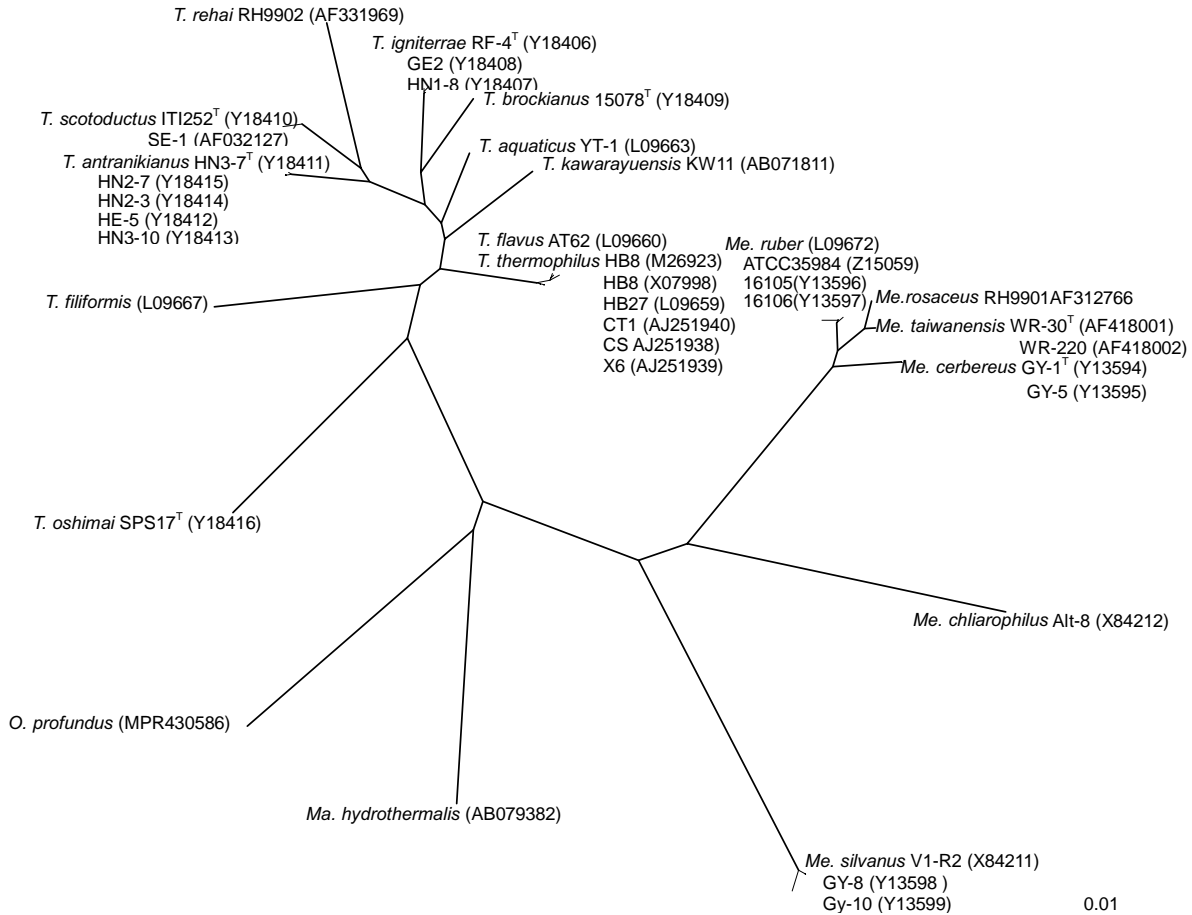 T. rehai RH9902 (AF331969)
T. igniterrae RF-4T (Y18406)
GE2 (Y18408)
HN1-8 (Y18407)
T. brockianus 15078T (Y18409)
T. scotoductus ITI252T (Y18410)
SE-1 (AF032127)
T. antranikianus HN3-7T (Y18411)
HN2-7 (Y18415)
HN2-3 (Y18414)
HE-5 (Y18412)
HN3-10 (Y18413)
T. aquaticus YT-1 (L09663)
T. kawarayuensis KW11 (AB071811)
T. flavus AT62 (L09660)
T. thermophilus HB8 (M26923)
HB8 (X07998)
HB27 (L09659)
CT1 (AJ251940)
CS AJ251938)
X6 (AJ251939)
Me. ruber (L09672)
ATCC35984 (Z15059)
16105(Y13596)
16106(Y13597)
Me.rosaceus RH9901AF312766
Me. taiwanensis WR-30T (AF418001)
WR-220 (AF418002)
Me. cerbereus GY-1T (Y13594)
GY-5 (Y13595)
T. filiformis (L09667)
T. oshimai SPS17T (Y18416)
Me. chliarophilus Alt-8 (X84212)
O. profundus (MPR430586)
Ma. hydrothermalis (AB079382)
Me. silvanus V1-R2 (X84211)
GY-8 (Y13598 )
Gy-10 (Y13599)
0.01